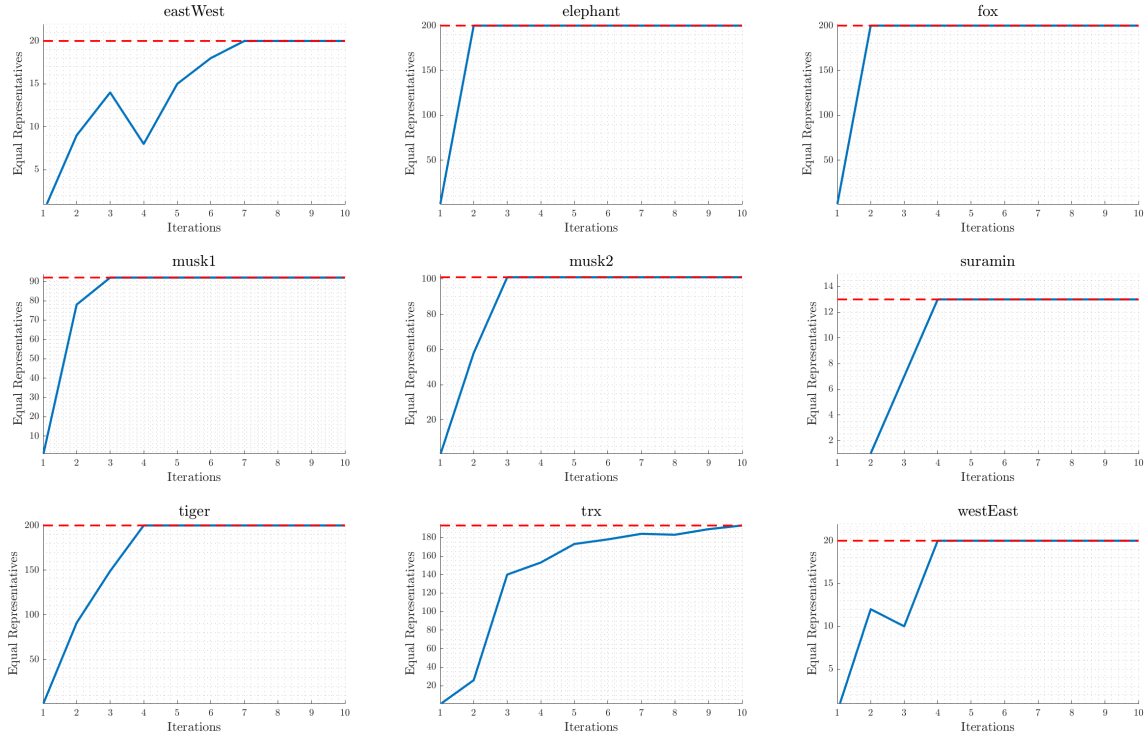 eastWest
Equal Representatives
20
15
10
5
1 2 3 4 5 6 7 8 9 10
Iterations
elephant
Equal Representatives
200
150
100
50
1 2 3 4 5 6 7 8 9 10
Iterations
fox
Equal Representatives
200
150
100
50
1 2 3 4 5 6 7 8 9 10
Iterations
musk1
Equal Representatives
90
80
70
60
50
40
30
20
10
1 2 3 4 5 6 7 8 9 10
Iterations
musk2
Equal Representatives
100
80
60
40
20
1 2 3 4 5 6 7 8 9 10
Iterations
suramin
Equal Representatives
14
12
10
8
6
4
2
1 2 3 4 5 6 7 8 9 10
Iterations
tiger
Equal Representatives
200
150
100
50
1 2 3 4 5 6 7 8 9 10
Iterations
trx
Equal Representatives
180
160
140
120
100
80
60
40
20
1 2 3 4 5 6 7 8 9 10
Iterations
westEast
Equal Representatives
20
15
10
5
1 2 3 4 5 6 7 8 9 10
Iterations